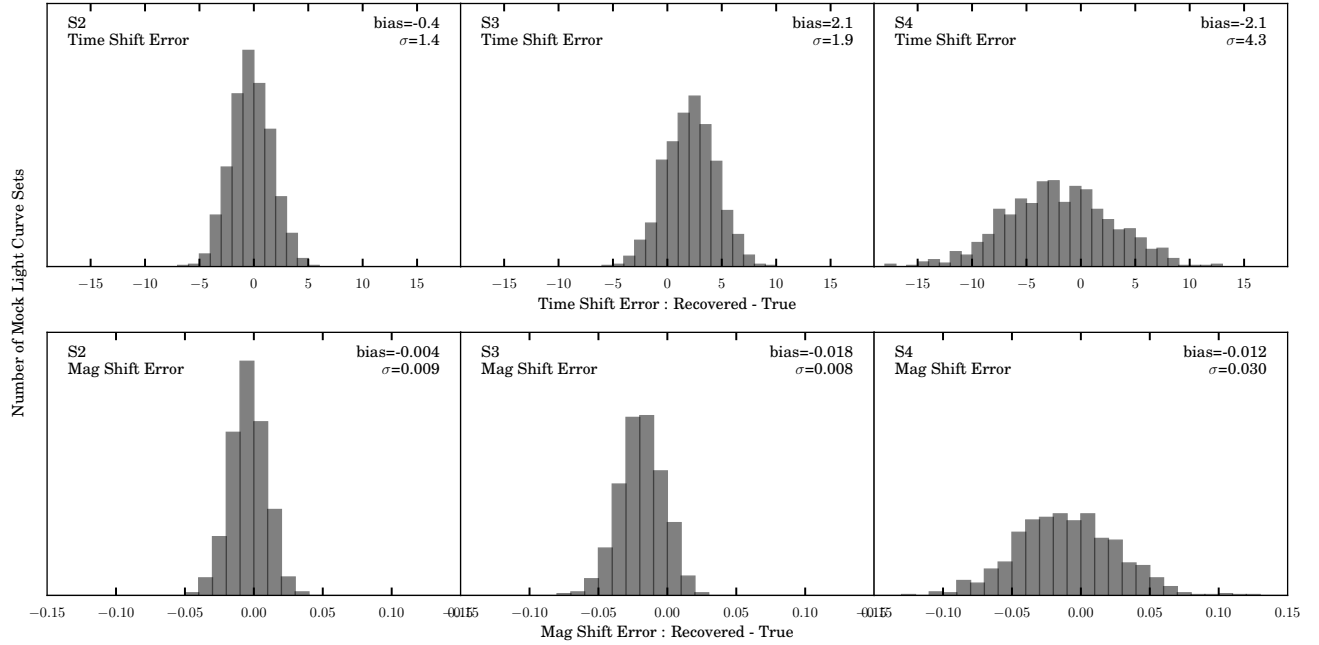 S2 bias=-0.4
Time Shift Error σ=1.4
S3 bias=2.1
Time Shift Error σ=1.9
S4 bias=-2.1
Time Shift Error σ=4.3
−15 −10 −5 0 5 10 15
−15 −10 −5 0 5 10 15
−15 −10 −5 0 5 10 15
Time Shift Error : Recovered - True
Number of Mock Light Curve Sets
S2 bias=-0.004
Mag Shift Error σ=0.009
S3 bias=-0.018
Mag Shift Error σ=0.008
S4 bias=-0.012
Mag Shift Error σ=0.030
−0.15 −0.10 −0.05 0.00 0.05 0.10
−0.10 −0.05 0.00 0.05 0.10
−0.10 −0.05 0.00 0.05 0.10 0.15
Mag Shift Error : Recovered - True